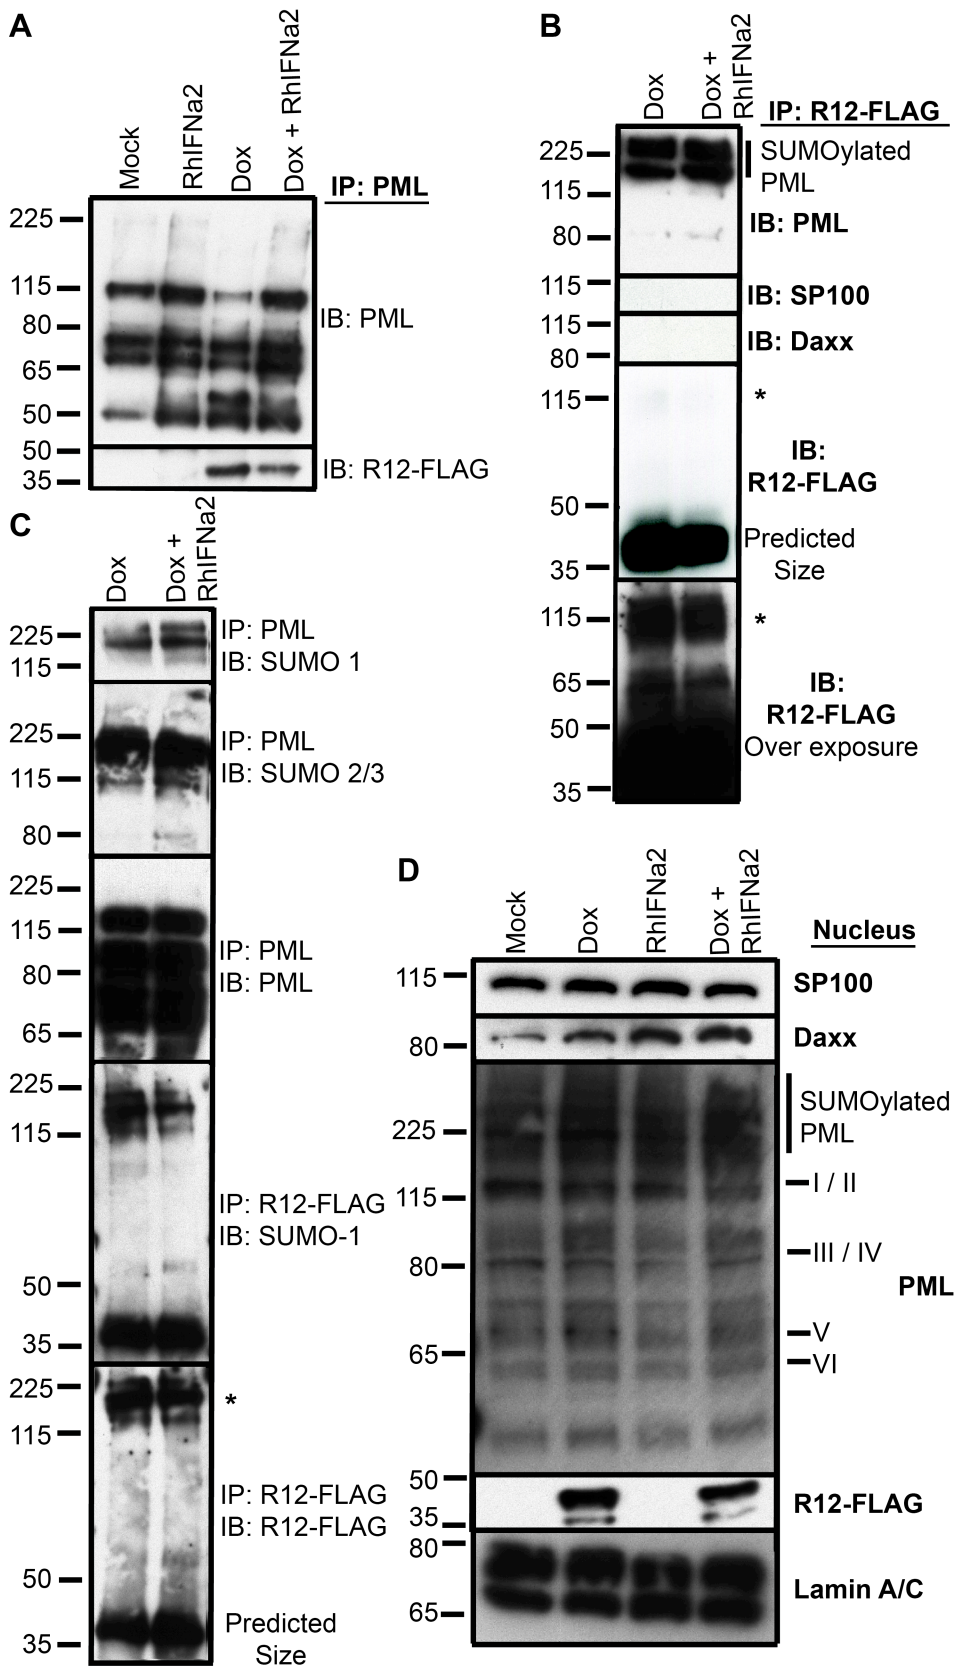 A
Mock
RhIFNa2
Dox
Dox + RhIFNa2
IP: PML
225
115
80
65
50
IB: PML
50
35
IB: R12-FLAG
B
Dox
Dox +
RhIFNa2
IP: R12-FLAG
225
115
80
SUMOylated
PML
IB: PML
115
IB: SP100
115
80
IB: Daxx
115
*
IB:
R12-FLAG
50
35
Predicted
Size
115
*
65
IB:
R12-FLAG
50
Over exposure
35
C
Dox
Dox +
RhIFNa2
225
115
IP: PML
IB: SUMO 1
225
115
80
IP: PML
IB: SUMO 2/3
225
115
80
65
IP: PML
IB: PML
225
115
50
35
IP: R12-FLAG
IB: SUMO-1
225
*
115
IP: R12-FLAG
IB: R12-FLAG
50
35
Predicted
Size
D
Mock
Dox
RhIFNa2
Dox +
RhIFNa2
Nucleus
115
SP100
80
Daxx
SUMOylated
PML
225
I / II
115
III / IV
80
PML
V
65
VI
50
35
R12-FLAG
80
65
Lamin A/C